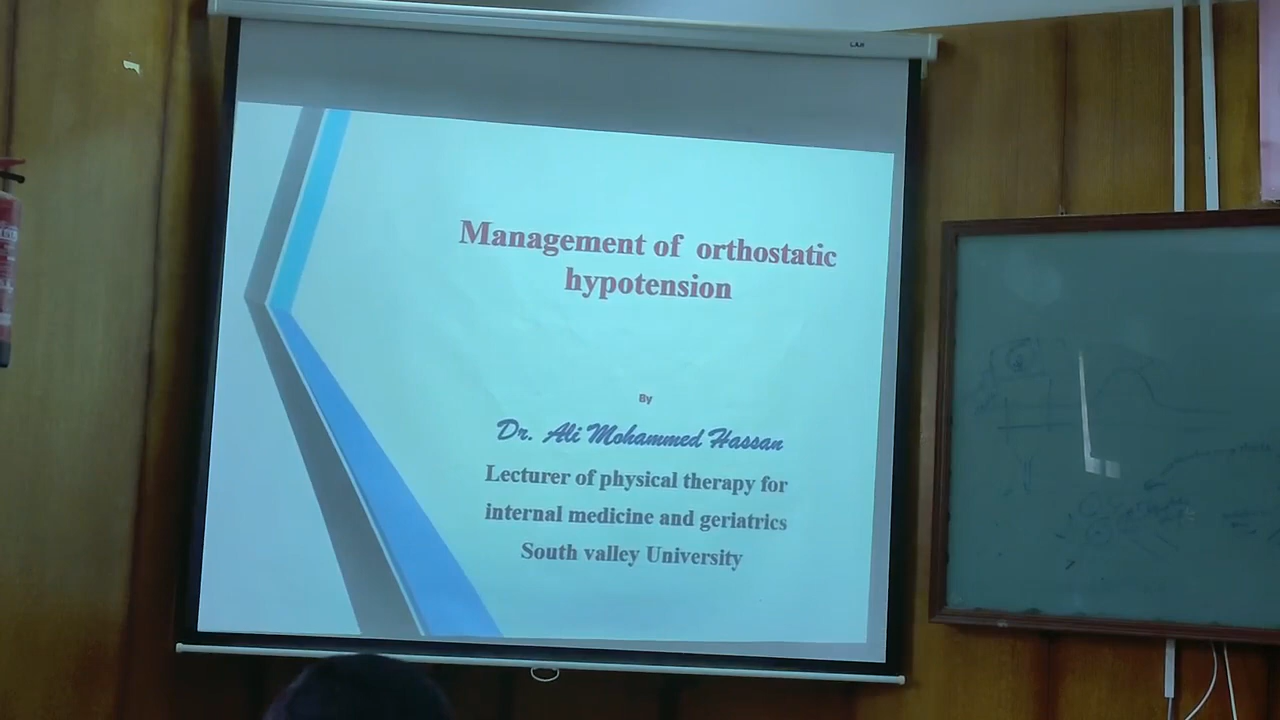 Management of orthostatic
hypotension
By
Dr. Ali Mohammed Hassan
Lecturer of physical therapy for
internal medicine and geriatrics
South valley University